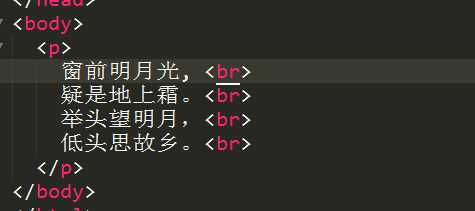 </head>
<body>
<p>
窗前明月光, <br>
疑是地上霜。<br>
举头望明月，<br>
低头思故乡。<br>
</p>
</body>